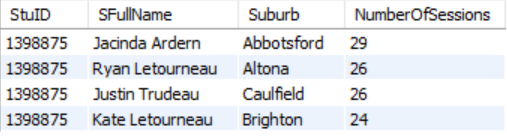 StuID SFullName Suburb NumberOfSessions
1398875 Jacinda Ardern Abbotsford 29
1398875 Ryan Letourneau Altona 26
1398875 Justin Trudeau Caulfield 26
1398875 Kate Letourneau Brighton 24